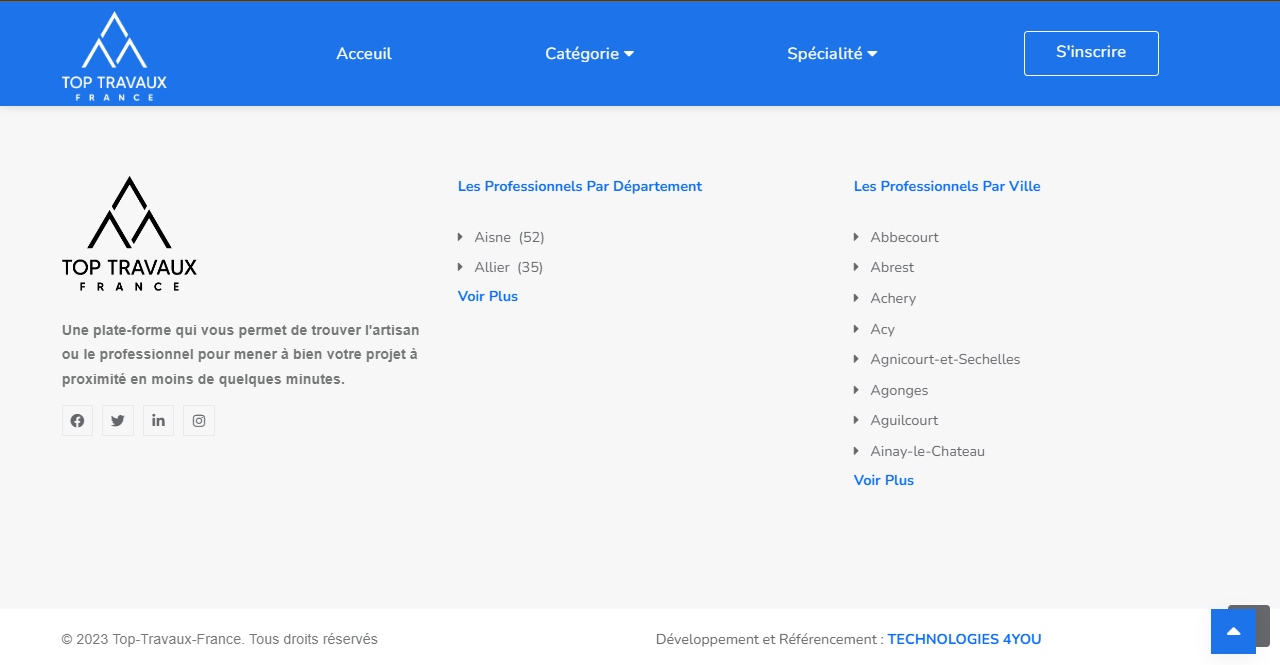 TOP TRAVAUX
FRANCE
Acceuil
Catégorie
Spécialité
S'inscrire
TOP TRAVAUX
FRANCE
Une plate-forme qui vous permet de trouver l'artisan
ou le professionnel pour mener à bien votre projet à
proximité en moins de quelques minutes.
Les Professionnels Par Département
Aisne (52)
Allier (35)
Voir Plus
Les Professionnels Par Ville
Abbecourt
Abrest
Achery
Acy
Agnicourt-et-Sechelles
Agonges
Aguilcourt
Ainay-le-Chateau
Voir Plus
© 2023 Top-Travaux-France. Tous droits réservés
Développement et Référencement : TECHNOLOGIES 4YOU